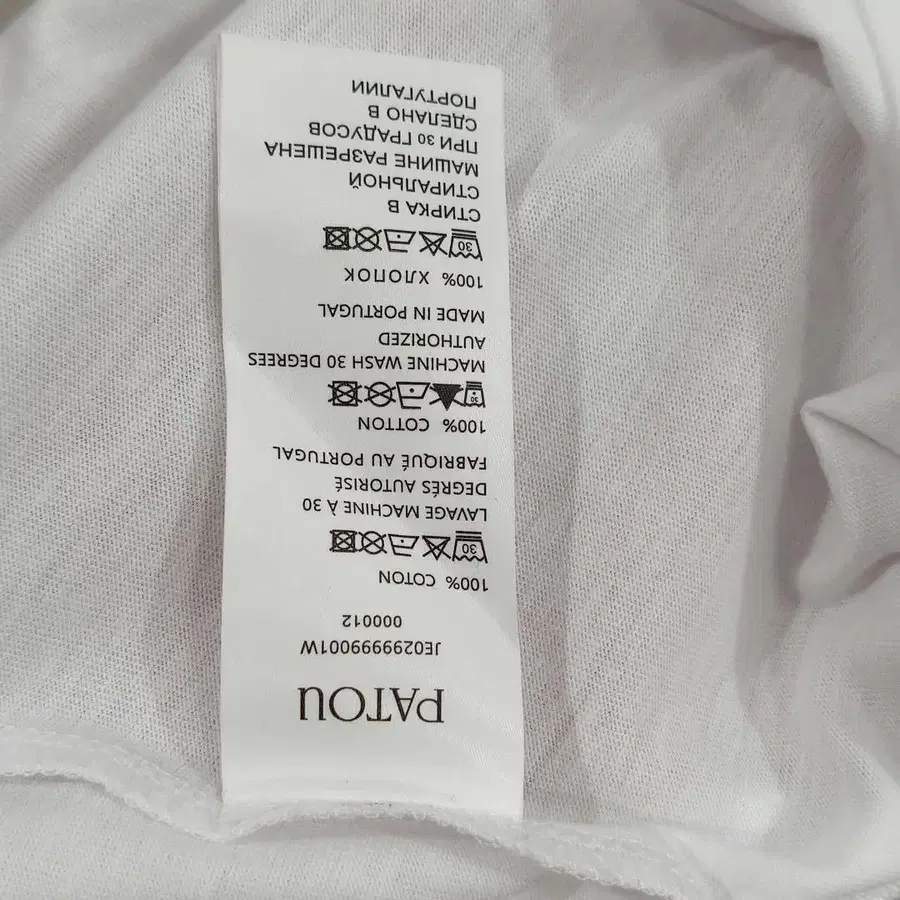 PATOU
JE0299999001W
000012
100% COTON
30
LAVAGE MACHINE À 30
DEGRÉS AUTORISÉ
FABRIQUÉ AU PORTUGAL
100% COTTON
30
MACHINE WASH 30 DEGREES
AUTHORIZED
MADE IN PORTUGAL
100% ХЛОПОК
30
СТИРКА В
СТИРАЛЬНОЙ
МАШИНЕ РАЗРЕШЕНА
ПРИ 30 ГРАДУСОВ
СДЕЛАНО В
ПОРТУГАЛИИ